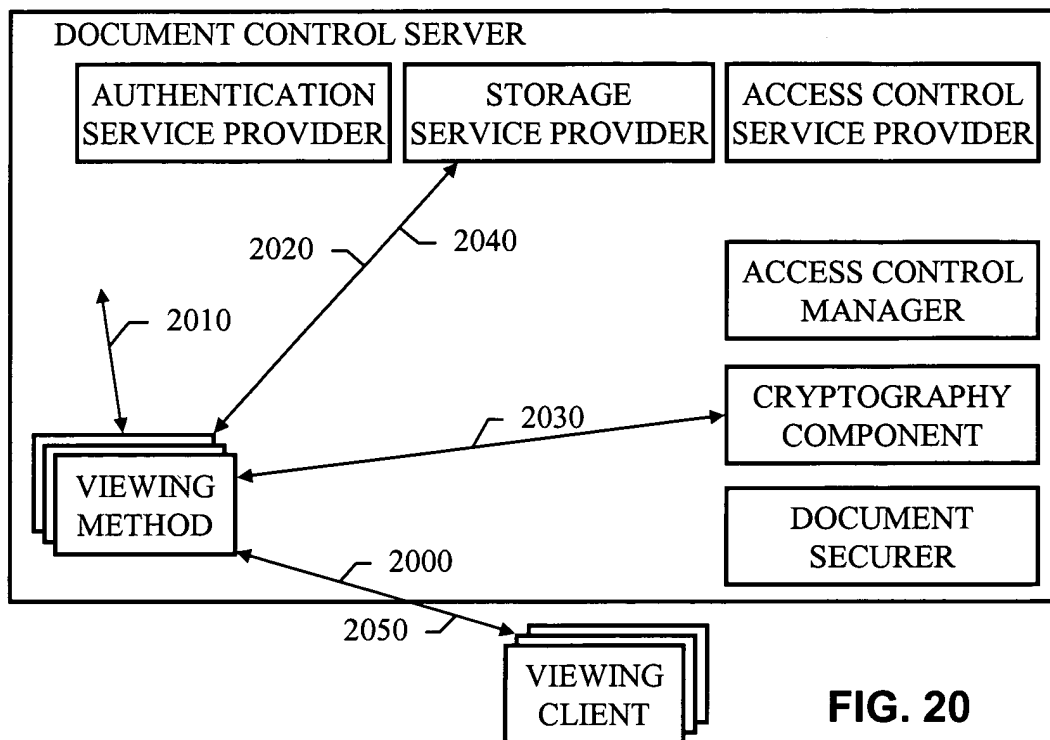 DOCUMENT CONTROL SERVER
AUTHENTICATION
SERVICE PROVIDER
STORAGE
SERVICE PROVIDER
ACCESS CONTROL
SERVICE PROVIDER
2020
2040
ACCESS CONTROL
MANAGER
2010
2030
CRYPTOGRAPHY
COMPONENT
VIEWING
METHOD
DOCUMENT
SECURER
2000
2050
VIEWING
CLIENT
FIG. 20